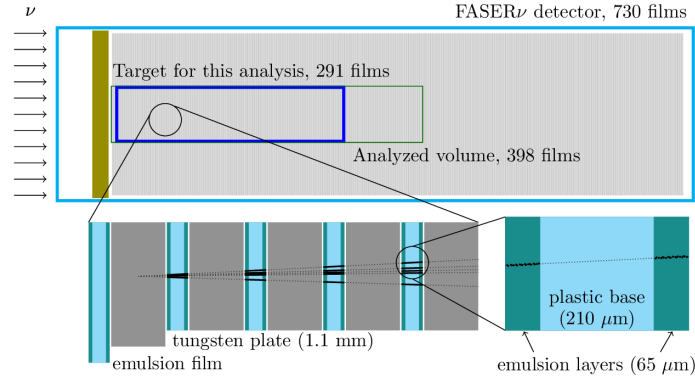 ν
FASERν detector, 730 films
Target for this analysis, 291 films
Analyzed volume, 398 films
plastic base
(210 μm)
tungsten plate (1.1 mm)
emulsion film
emulsion layers (65 μm)